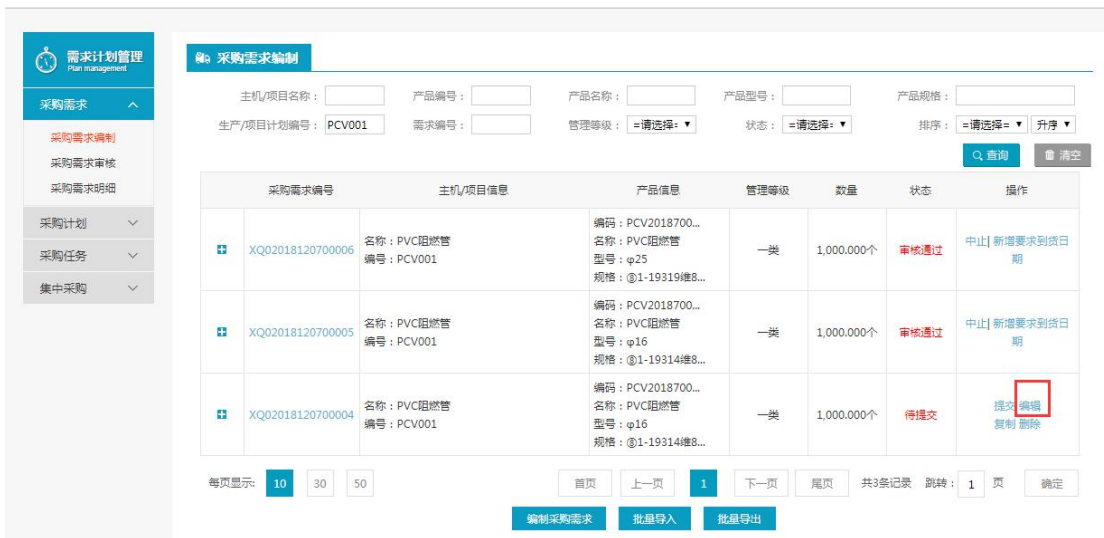 需求计划管理
Plan management
采购需求
采购需求编制
采购需求审核
采购需求明细
采购计划
采购任务
集中采购
采购需求编制
主机/项目名称： 产品编号： 产品名称： 产品型号： 产品规格：
生产/项目计划编号： PCV001 需求编号： 管理等级： =请选择= 状态： =请选择= 排序： =请选择= 升序
查询 清空
采购需求编号 主机/项目信息 产品信息 管理等级 数量 状态 操作
XQ02018120700006
名称：PVC阻燃管
编号：PCV001
编码：PCV2018700...
名称：PVC阻燃管
型号：φ25
规格：⑧1-19319维8...
一类 1,000.000个 审核通过
中止| 新增要求到货日
期
XQ02018120700005
名称：PVC阻燃管
编号：PCV001
编码：PCV2018700...
名称：PVC阻燃管
型号：φ16
规格：⑧1-19314维8...
一类 1,000.000个 审核通过
中止| 新增要求到货日
期
XQ02018120700004
名称：PVC阻燃管
编号：PCV001
编码：PCV2018700...
名称：PVC阻燃管
型号：φ16
规格：⑧1-19314维8...
一类 1,000.000个 待提交
提交 编辑
复制 删除
每页显示: 10 30 50 首页 上一页 1 下一页 尾页 共3条记录 跳转： 1 页 确定
编制采购需求 批量导入 批量导出